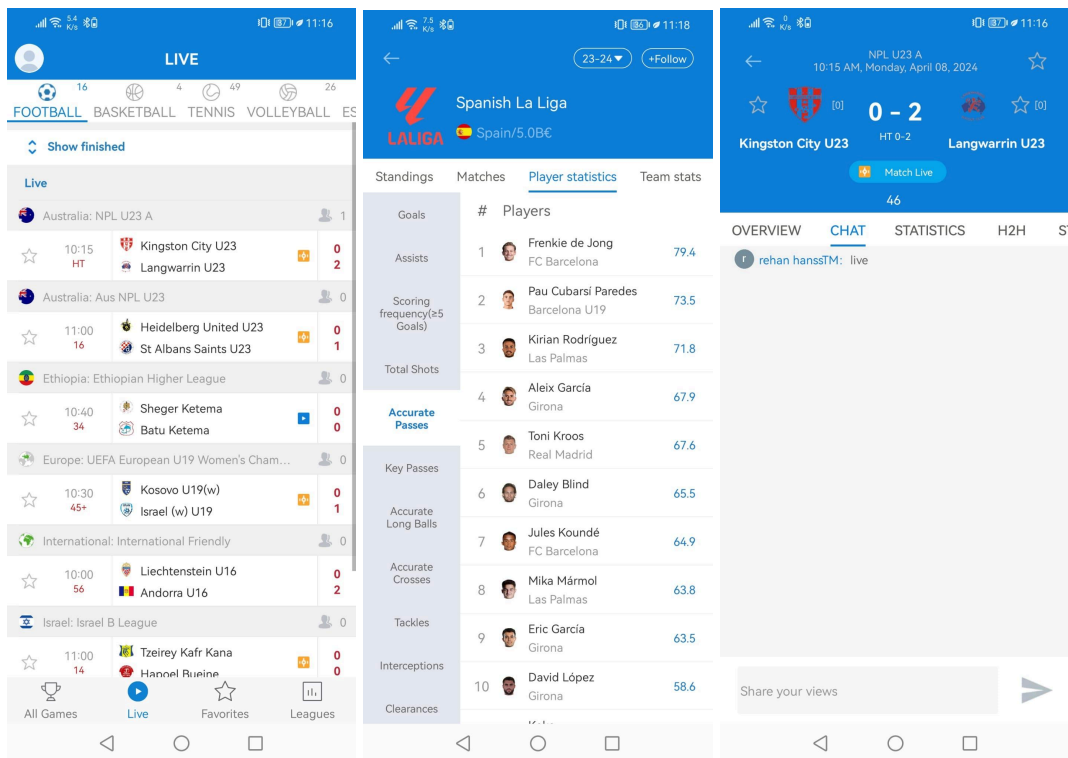 5.4
K/s
87
11:16
LIVE
16
4
49
26
FOOTBALL BASKETBALL TENNIS VOLLEYBALL ES
Show finished
Live
Australia: NPL U23 A 1
10:15 Kingston City U23 0
HT Langwarrin U23 2
Australia: Aus NPL U23 0
11:00 Heidelberg United U23 0
16 St Albans Saints U23 1
Ethiopia: Ethiopian Higher League 0
10:40 Sheger Ketema 0
34 Batu Ketema 0
Europe: UEFA European U19 Women's Cham... 0
10:30 Kosovo U19(w) 0
45+ Israel (w) U19 1
International: International Friendly 0
10:00 Liechtenstein U16 0
56 Andorra U16 2
Israel: Israel B League 0
11:00 Tzeirey Kafr Kana 0
14 Hapoel Bueine 0
All Games Live Favorites Leagues
7.5
K/s
86
11:18
23-24 +Follow
Spanish La Liga
LALIGA
Spain/5.0B€
Standings Matches Player statistics Team stats
Goals
Assists
Scoring
frequency(≥5
Goals)
Total Shots
Accurate
Passes
Key Passes
Accurate
Long Balls
Accurate
Crosses
Tackles
Interceptions
Clearances
# Players
1 Frenkie de Jong 79.4
FC Barcelona
2 Pau Cubarsí Paredes 73.5
Barcelona U19
3 Kirian Rodríguez 71.8
Las Palmas
4 Aleix García 67.9
Girona
5 Toni Kroos 67.6
Real Madrid
6 Daley Blind 65.5
Girona
7 Jules Koundé 64.9
FC Barcelona
8 Mika Mármol 63.8
Las Palmas
9 Eric García 63.5
Girona
10 David López 58.6
Girona
0
K/s
87
11:16
NPL U23 A
10:15 AM, Monday, April 08, 2024
[0] 0 - 2 [0]
HT 0-2
Kingston City U23 Langwarrin U23
Match Live
46
OVERVIEW CHAT STATISTICS H2H S
r rehan hanssTM: live
Share your views